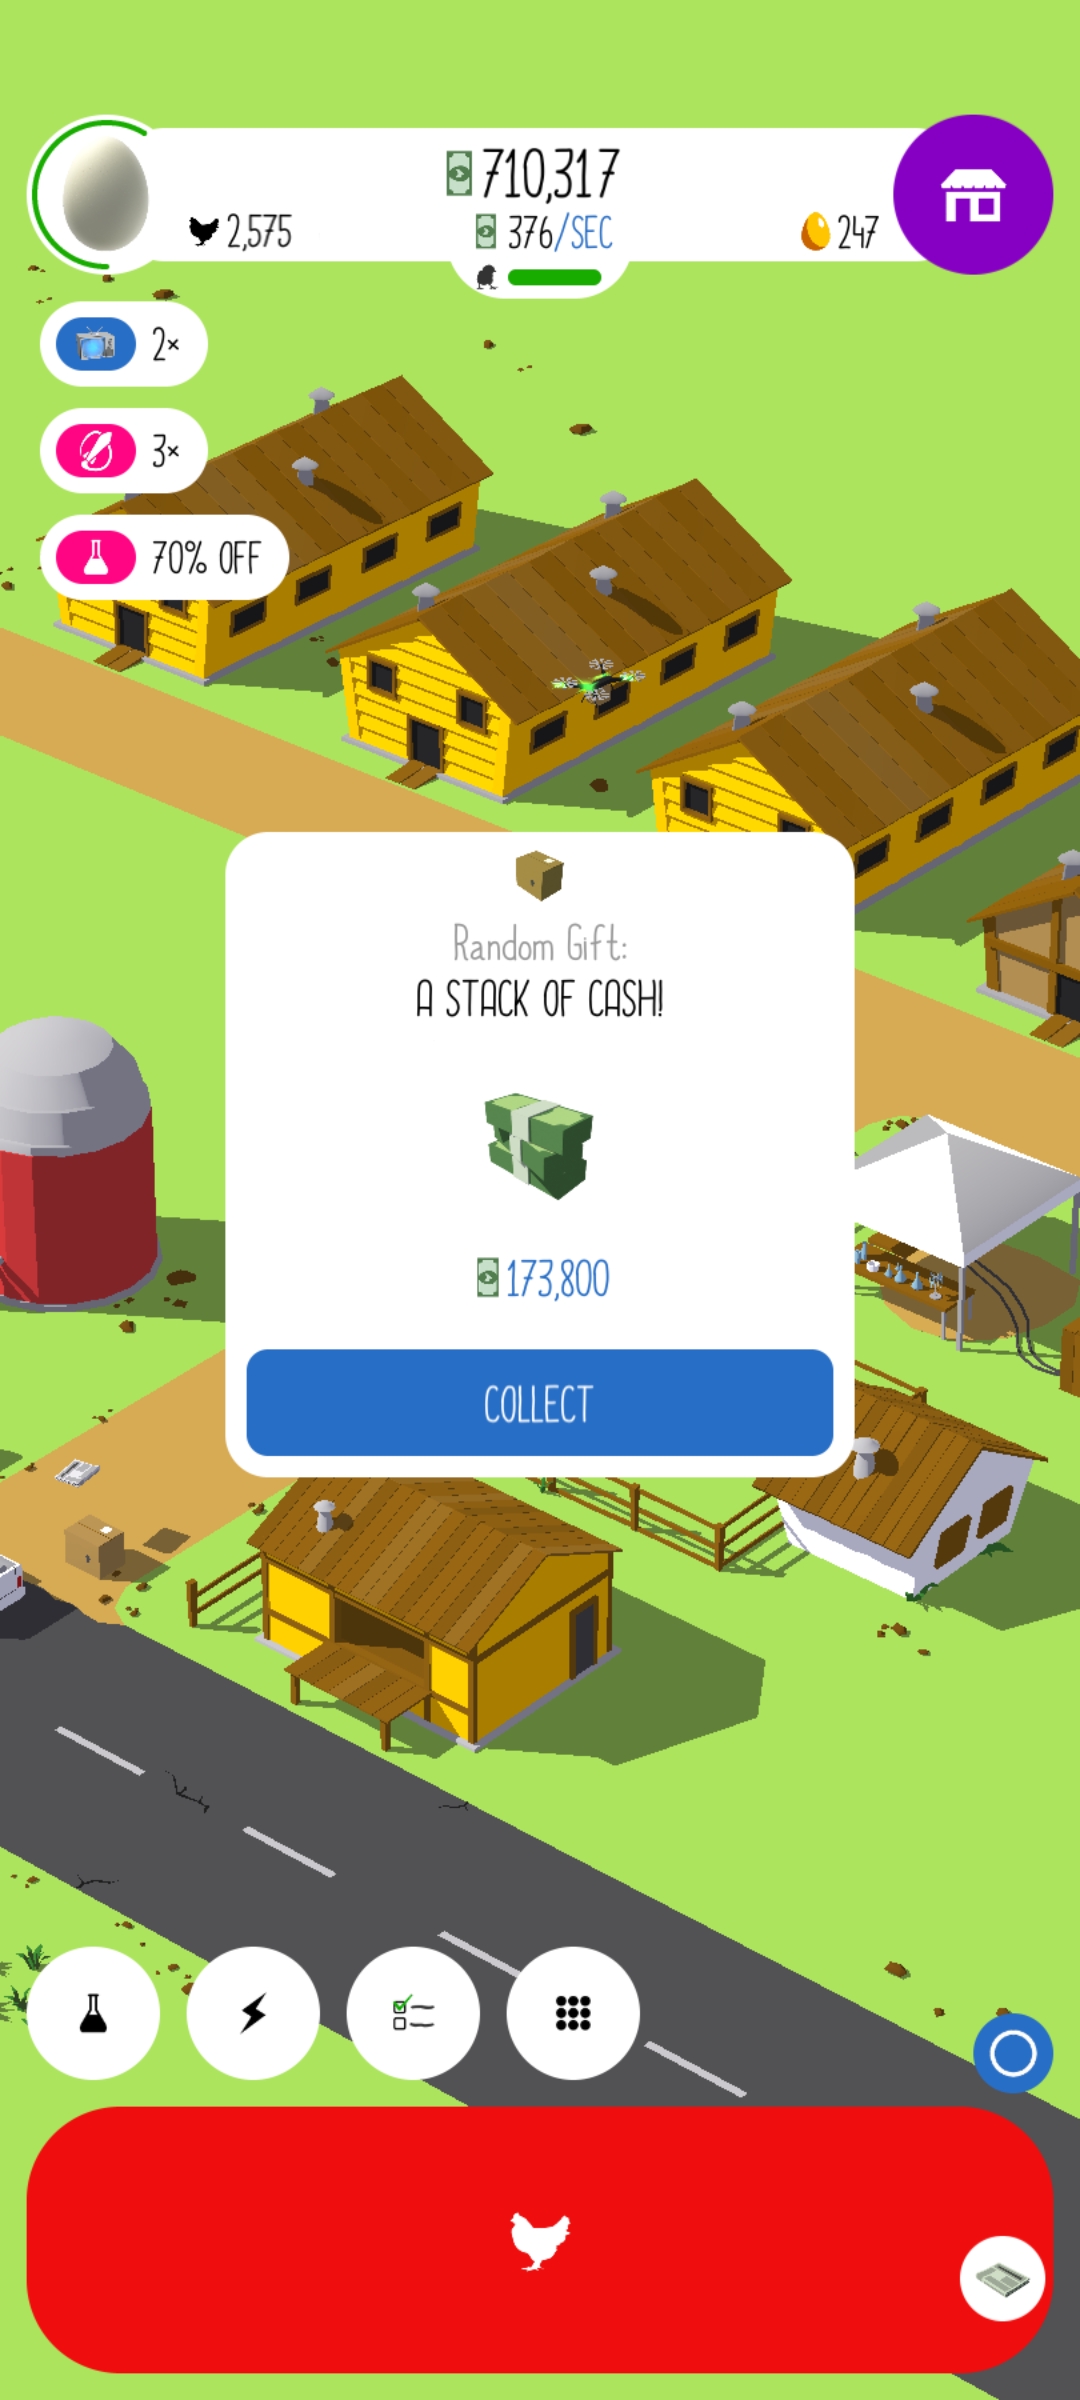 710,317
2,575
376/SEC
247
2×
3×
70% OFF
Random Gift:
A STACK OF CASH!
173,800
COLLECT